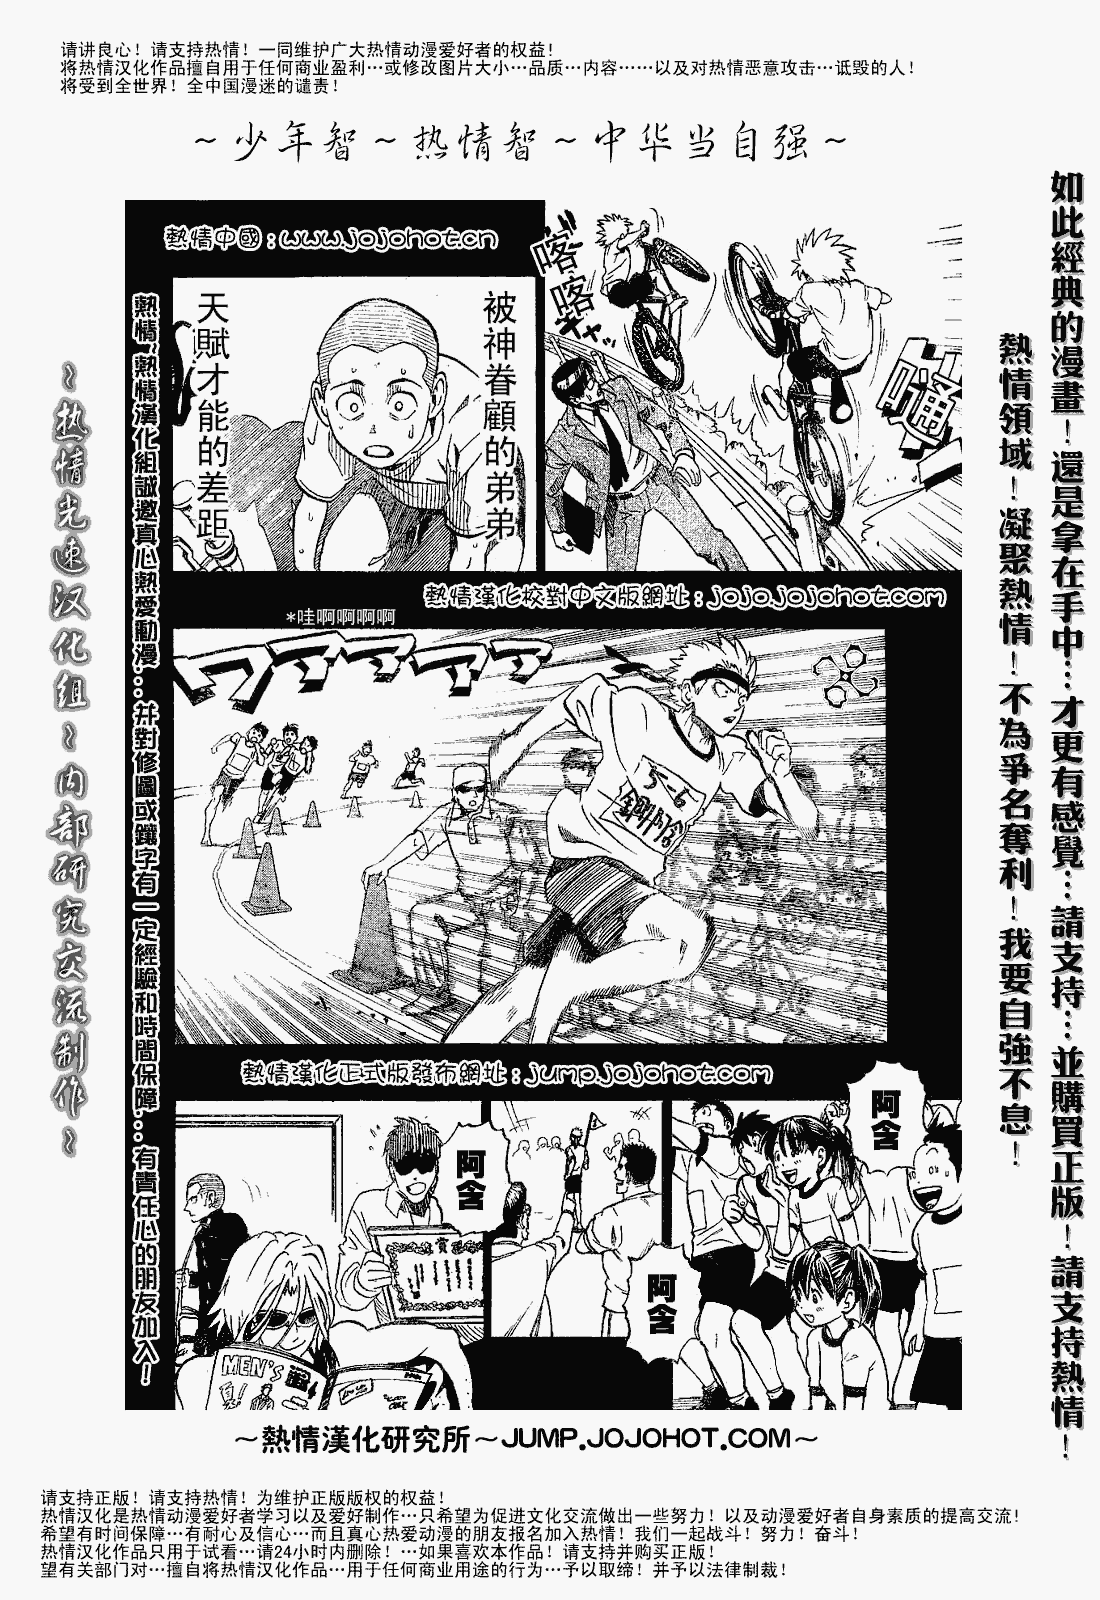 请讲良心！请支持热情！一同维护广大热情动漫爱好者的权益！
将热情汉化作品擅自用于任何商业盈利…或修改图片大小…品质…内容……以及对热情恶意攻击…诋毁的人！
将受到全世界！全中国漫迷的谴责！
～少年智～热情智～中华当自强～
如此經典的漫畫！還是拿在手中…才更有感覺…請支持…並購買正版！請支持熱情！
熱情領域！凝聚熱情！不為爭名奪利！我要自強不息！
熱情中國：www.jojohot.cn
喀喀
キャキャ
嗵
被神眷顧的弟弟
天賦才能的差距
熱情漢化校對中文版網址：jojo.jojohot.com
*哇啊啊啊啊
ワアアアア
5-6
金剛阿含
熱情漢化正式版發布網址：jump.jojohot.com
阿含
阿含
阿含
賞
MEN'S
熱情,熱情漢化組誠邀真心熱愛動漫…并對修圖或鑲字有一定經驗和時間保障…有責任心的朋友加入！
～热情光速汉化组～内部研究交流制作～
～熱情漢化研究所～JUMP.JOJOHOT.COM～
请支持正版！请支持热情！为维护正版版权的权益！
热情汉化是热情动漫爱好者学习以及爱好制作…只希望为促进文化交流做出一些努力！以及动漫爱好者自身素质的提高交流！
希望有时间保障…有耐心及信心…而且真心热爱动漫的朋友报名加入热情！我们一起战斗！努力！奋斗！
热情汉化作品只用于试看…请24小时内删除！…如果喜欢本作品！请支持并购买正版！
望有关部门对…擅自将热情汉化作品…用于任何商业用途的行为…予以取缔！并予以法律制裁！